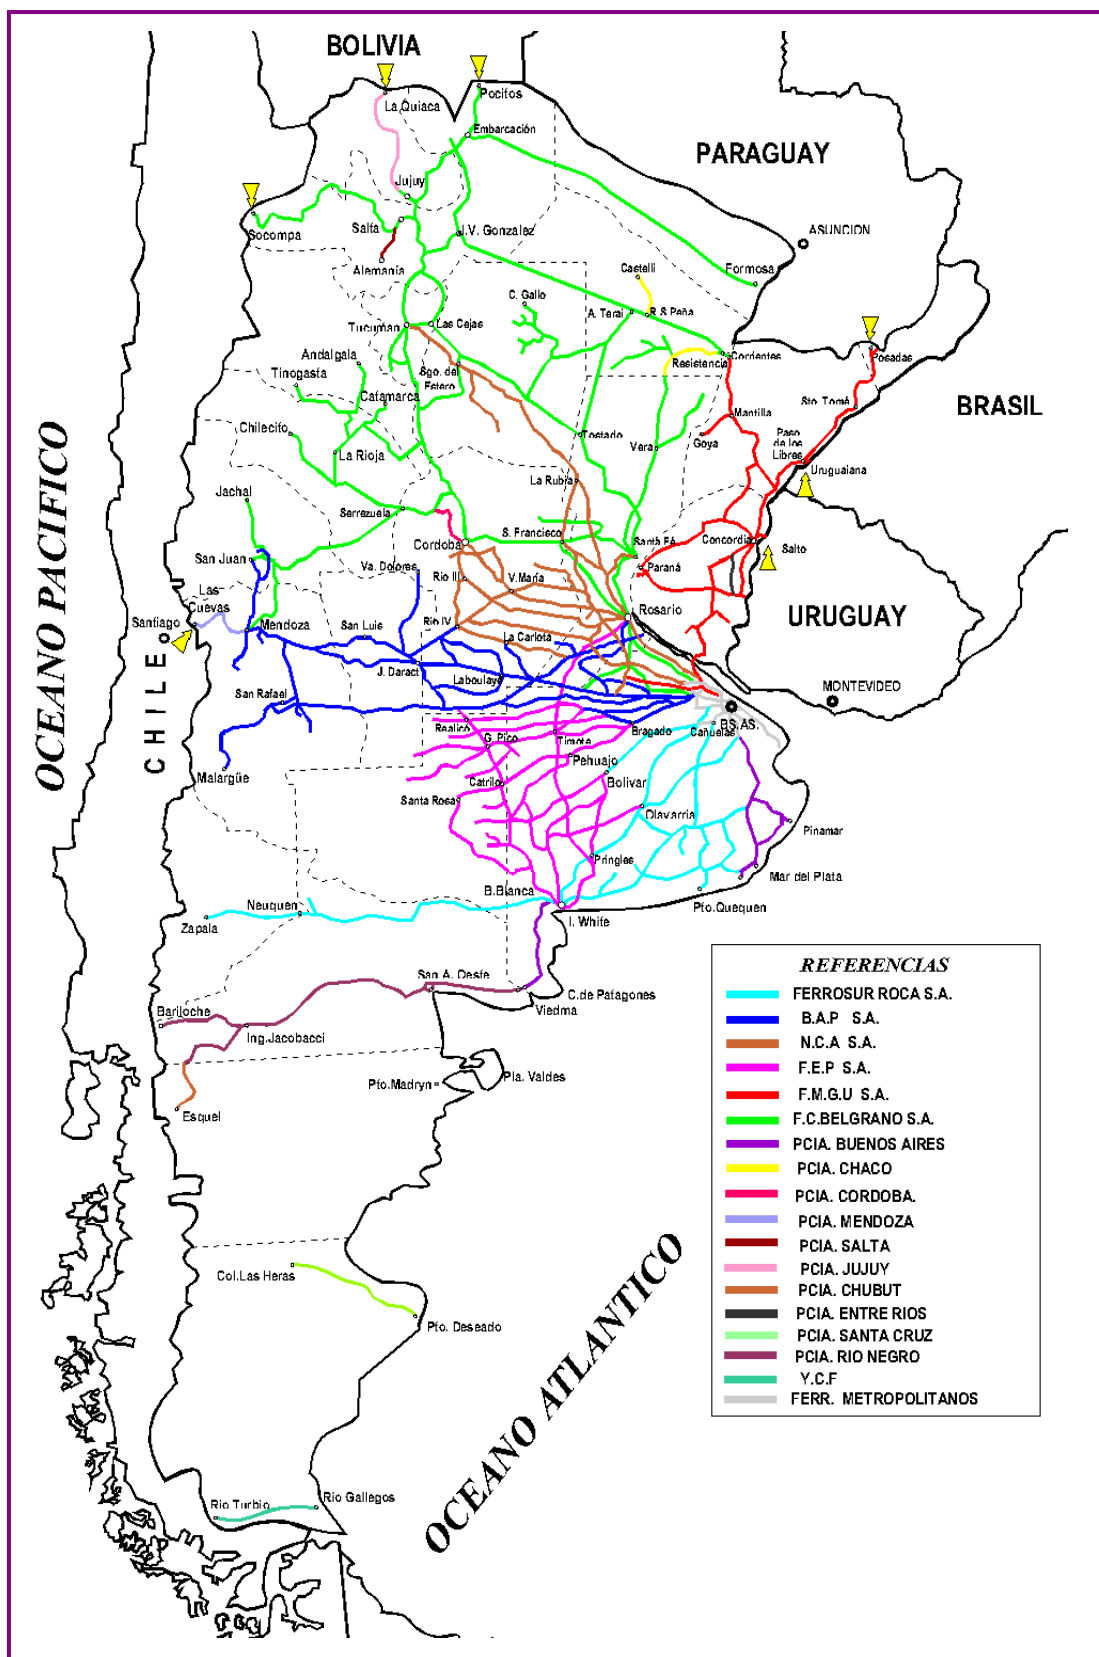 BOLIVIA
La Quiaca
Pocitos
Embarcación
PARAGUAY
Jujuy
ASUNCION
Salta
J.V. Gonzalez
Socompa
Alemania
Castelli
Formosa
C. Gallo
A. Terai
R.S Peña
Tucuman
Las Cejas
Posadas
Andalgala
Resistencia
Corrientes
Tinogasta
Sgo. del
Estero
Catamarca
Sto. Tomé
BRASIL
Mantilla
Chilecito
Tostado
Vera
Goya
Paso
de los
Libres
La Rioja
Uruguaiana
La Rubia
Jachal
Serrezuela
S. Francisco
Santa Fé
Concordia
Cordoba
Salto
San Juan
Va. Dolores
Rio III
V.Maria
Paraná
Las
Cuevas
Rosario
URUGUAY
Santiago
Mendoza
San Luis
Rio IV
La Carlota
J. Daract
Laboulaye
San Rafael
MONTEVIDEO
Realico
Bragado
BS.AS.
Cañuelas
G. Pico
Timote
Pehuajo
Malargüe
Catrilo
Bolivar
Santa Rosa
Olavarria
Pinamar
Pringles
Mar del Plata
B.Blanca
Pto.Quequen
Neuquen
Zapala
I. White
San A. Oeste
C.de Patagones
Viedma
Bariloche
Ing.Jacobacci
Pla. Valdes
Pto.Madryn
Esquel
Col.Las Heras
Pto. Deseado
Rio Turbio
Rio Gallegos
OCEANO PACIFICO
CHILE
OCEANO ATLANTICO
REFERENCIAS
FERROSUR ROCA S.A.
B.A.P S.A.
N.C.A S.A.
F.E.P S.A.
F.M.G.U S.A.
F.C.BELGRANO S.A.
PCIA. BUENOS AIRES
PCIA. CHACO
PCIA. CORDOBA.
PCIA. MENDOZA
PCIA. SALTA
PCIA. JUJUY
PCIA. CHUBUT
PCIA. ENTRE RIOS
PCIA. SANTA CRUZ
PCIA. RIO NEGRO
Y.C.F
FERR. METROPOLITANOS